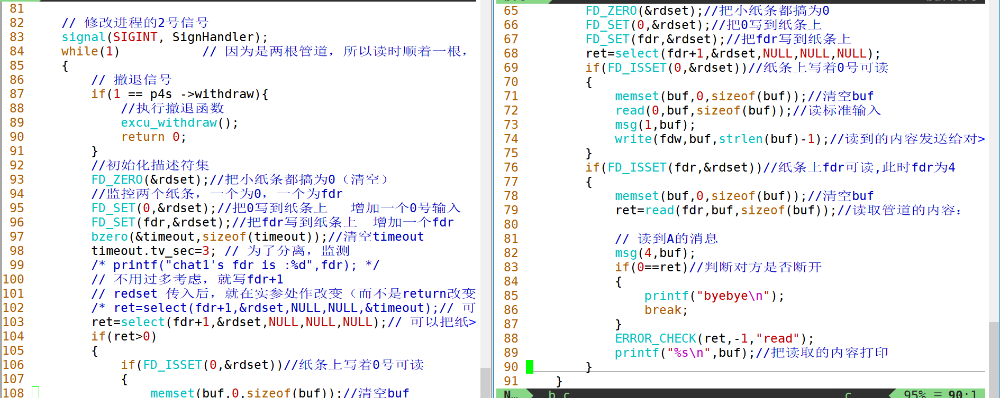 81
82 // 修改进程的2号信号
83 signal(SIGINT, SignHandler);
84 while(1) // 因为是两根管道，所以读时顺着一根，
85 {
86 // 撤退信号
87 if(1 == p4s ->withdraw){
88 //执行撤退函数
89 excu_withdraw();
90 return 0;
91 }
92 //初始化描述符集
93 FD_ZERO(&rdset);//把小纸条都搞为0（清空）
94 //监控两个纸条，一个为0，一个为fdr
95 FD_SET(0,&rdset);//把0写到纸条上 增加一个0号输入
96 FD_SET(fdr,&rdset);//把fdr写到纸条上 增加一个fdr
97 bzero(&timeout,sizeof(timeout));//清空timeout
98 timeout.tv_sec=3; // 为了分离，监测
99 /* printf("chat1's fdr is :%d",fdr); */
100 // 不用过多考虑，就写fdr+1
101 // redset 传入后，就在实参处作改变（而不是return改变
102 /* ret=select(fdr+1,&rdset,NULL,NULL,&timeout);// 可
103 ret=select(fdr+1,&rdset,NULL,NULL,NULL);// 可以把纸>
104 if(ret>0)
105 {
106 if(FD_ISSET(0,&rdset))//纸条上写着0号可读
107 {
108 memset(buf,0,sizeof(buf));//清空buf
65 FD_ZERO(&rdset);//把小纸条都搞为0
66 FD_SET(0,&rdset);//把0写到纸条上
67 FD_SET(fdr,&rdset);//把fdr写到纸条上
68 ret=select(fdr+1,&rdset,NULL,NULL,NULL);
69 if(FD_ISSET(0,&rdset))//纸条上写着0号可读
70 {
71 memset(buf,0,sizeof(buf));//清空buf
72 read(0,buf,sizeof(buf));//读标准输入
73 msg(1,buf);
74 write(fdw,buf,strlen(buf)-1);//读到的内容发送给对>
75 }
76 if(FD_ISSET(fdr,&rdset))//纸条上fdr可读,此时fdr为4
77 {
78 memset(buf,0,sizeof(buf));//清空buf
79 ret=read(fdr,buf,sizeof(buf));//读取管道的内容：
80
81 // 读到A的消息
82 msg(4,buf);
83 if(0==ret)//判断对方是否断开
84 {
85 printf("byebye\n");
86 break;
87 }
88 ERROR_CHECK(ret,-1,"read");
89 printf("%s\n",buf);//把读取的内容打印
90 }
91 }
N… b c c 95% ☰ 90:1